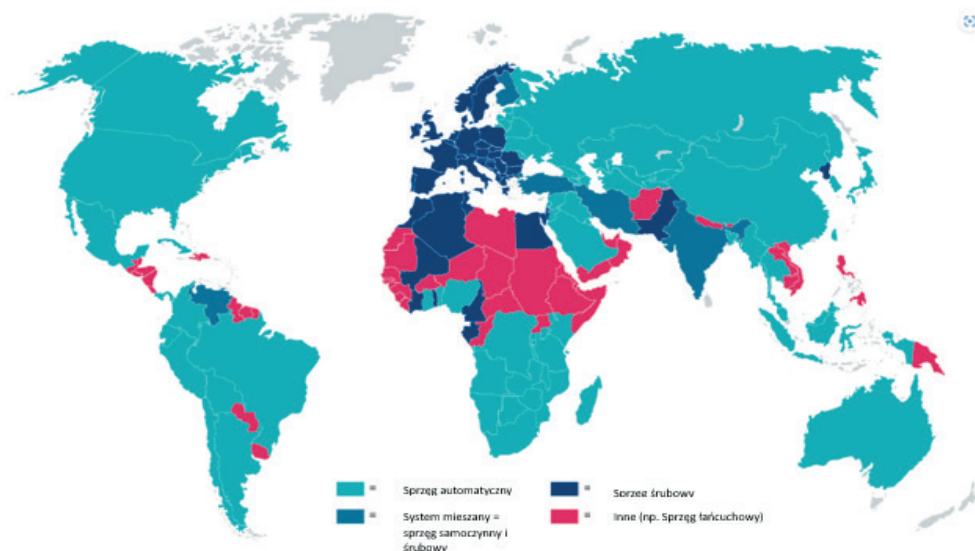 = Sprzęg automatyczny
= Sprzęg śrubowy
= System mieszany =
sprzęg samoczynny i
śrubowy
= Inne (np. Sprzęg łańcuchowy)